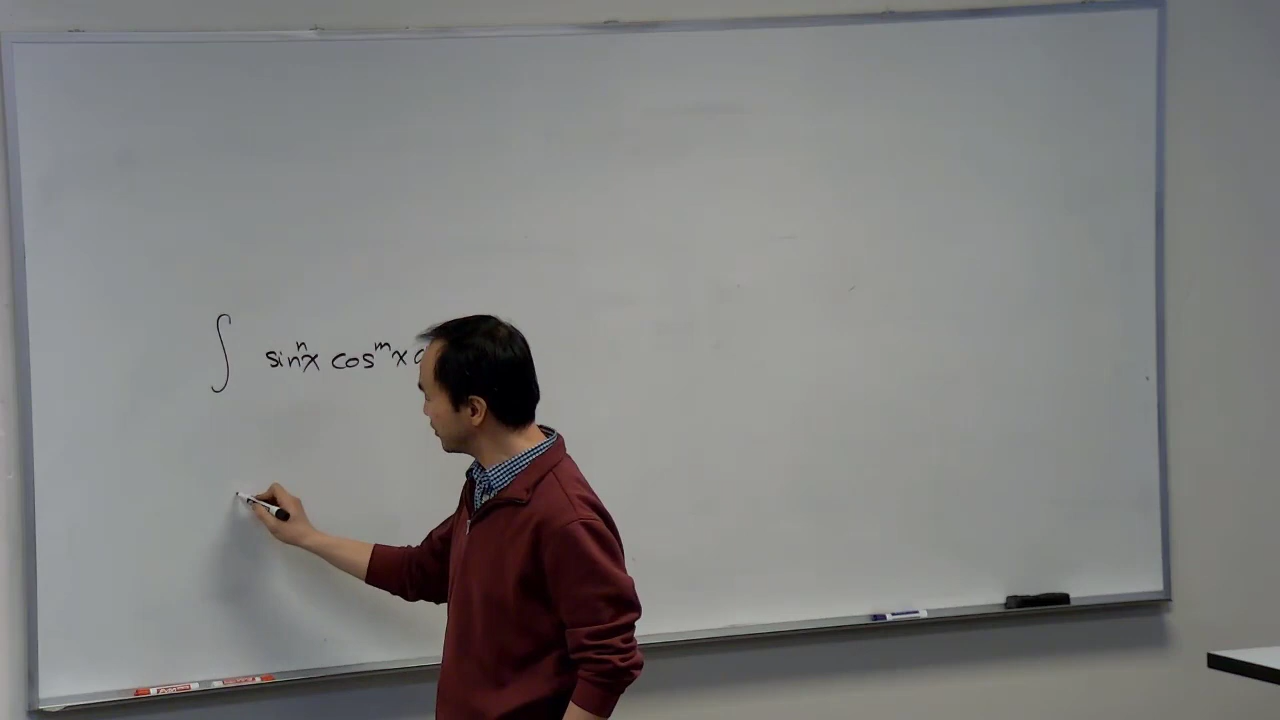 ∫ sinⁿx cosᵐx